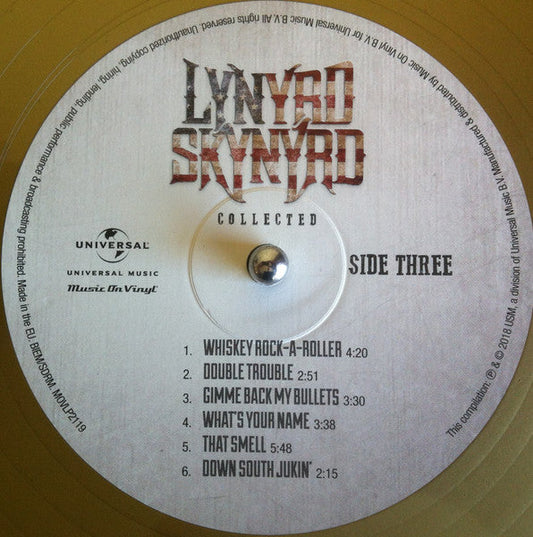 LYNYRD
SKYNYRD
COLLECTED
UNIVERSAL
UNIVERSAL MUSIC
Music On Vinyl
SIDE THREE
1. WHISKEY ROCK-A-ROLLER 4:20
2. DOUBLE TROUBLE 2:51
3. GIMME BACK MY BULLETS 3:30
4. WHAT'S YOUR NAME 3:38
5. THAT SMELL 5:48
6. DOWN SOUTH JUKIN' 2:15
This compilation: ℗ & © 2018 USM, a division of Universal Music B.V. Manufactured & distributed by Music On Vinyl B.V. for Universal Music B.V. All rights reserved. Unauthorized copying, hiring, lending, public performance & broadcasting prohibited. Made in the EU. BIEM/SDRM. MOVLP2119